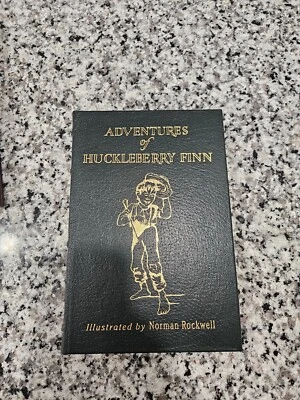 ADVENTURES
of
HUCKLEBERRY FINN
Illustrated by Norman Rockwell